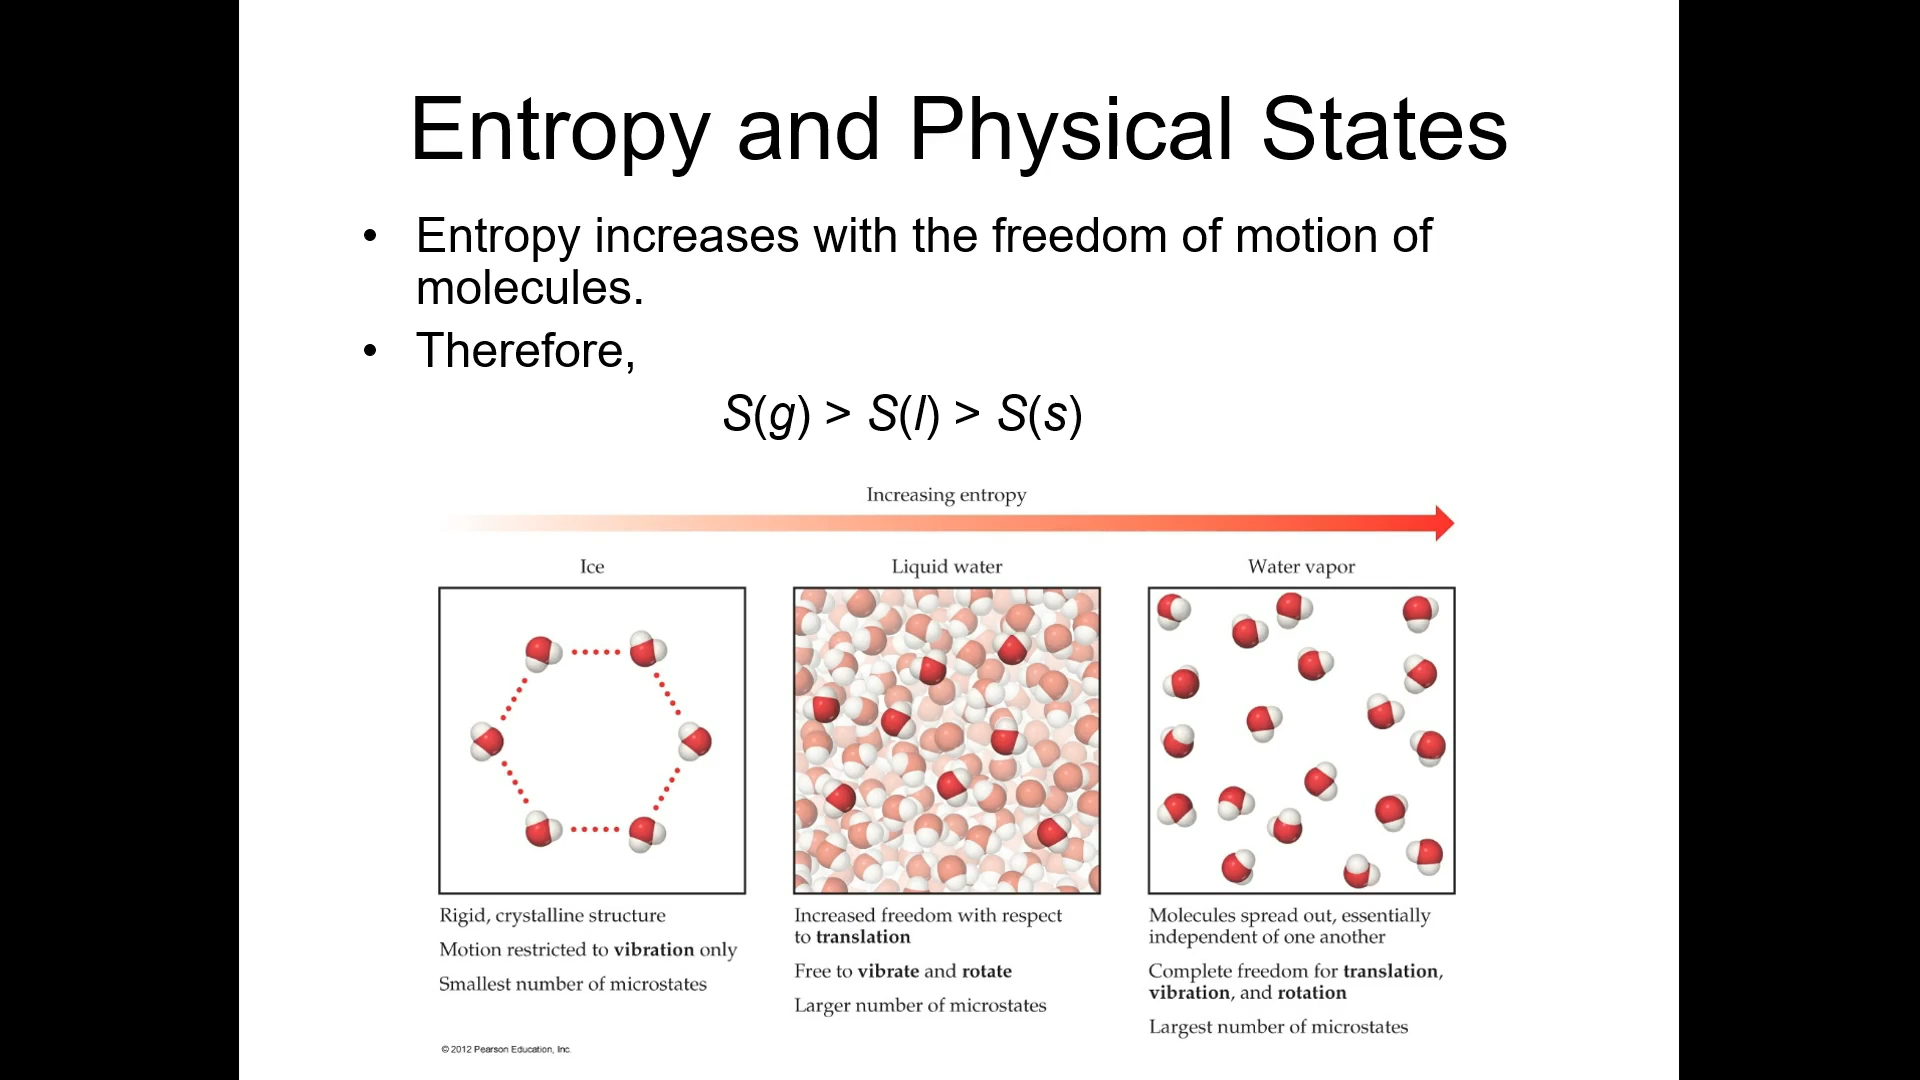 Entropy and Physical States
• Entropy increases with the freedom of motion of
molecules.
• Therefore,
S(g) > S(l) > S(s)
Increasing entropy
Ice
Liquid water
Water vapor
Rigid, crystalline structure
Motion restricted to vibration only
Smallest number of microstates
Increased freedom with respect
to translation
Free to vibrate and rotate
Larger number of microstates
Molecules spread out, essentially
independent of one another
Complete freedom for translation,
vibration, and rotation
Largest number of microstates
© 2012 Pearson Education, Inc.